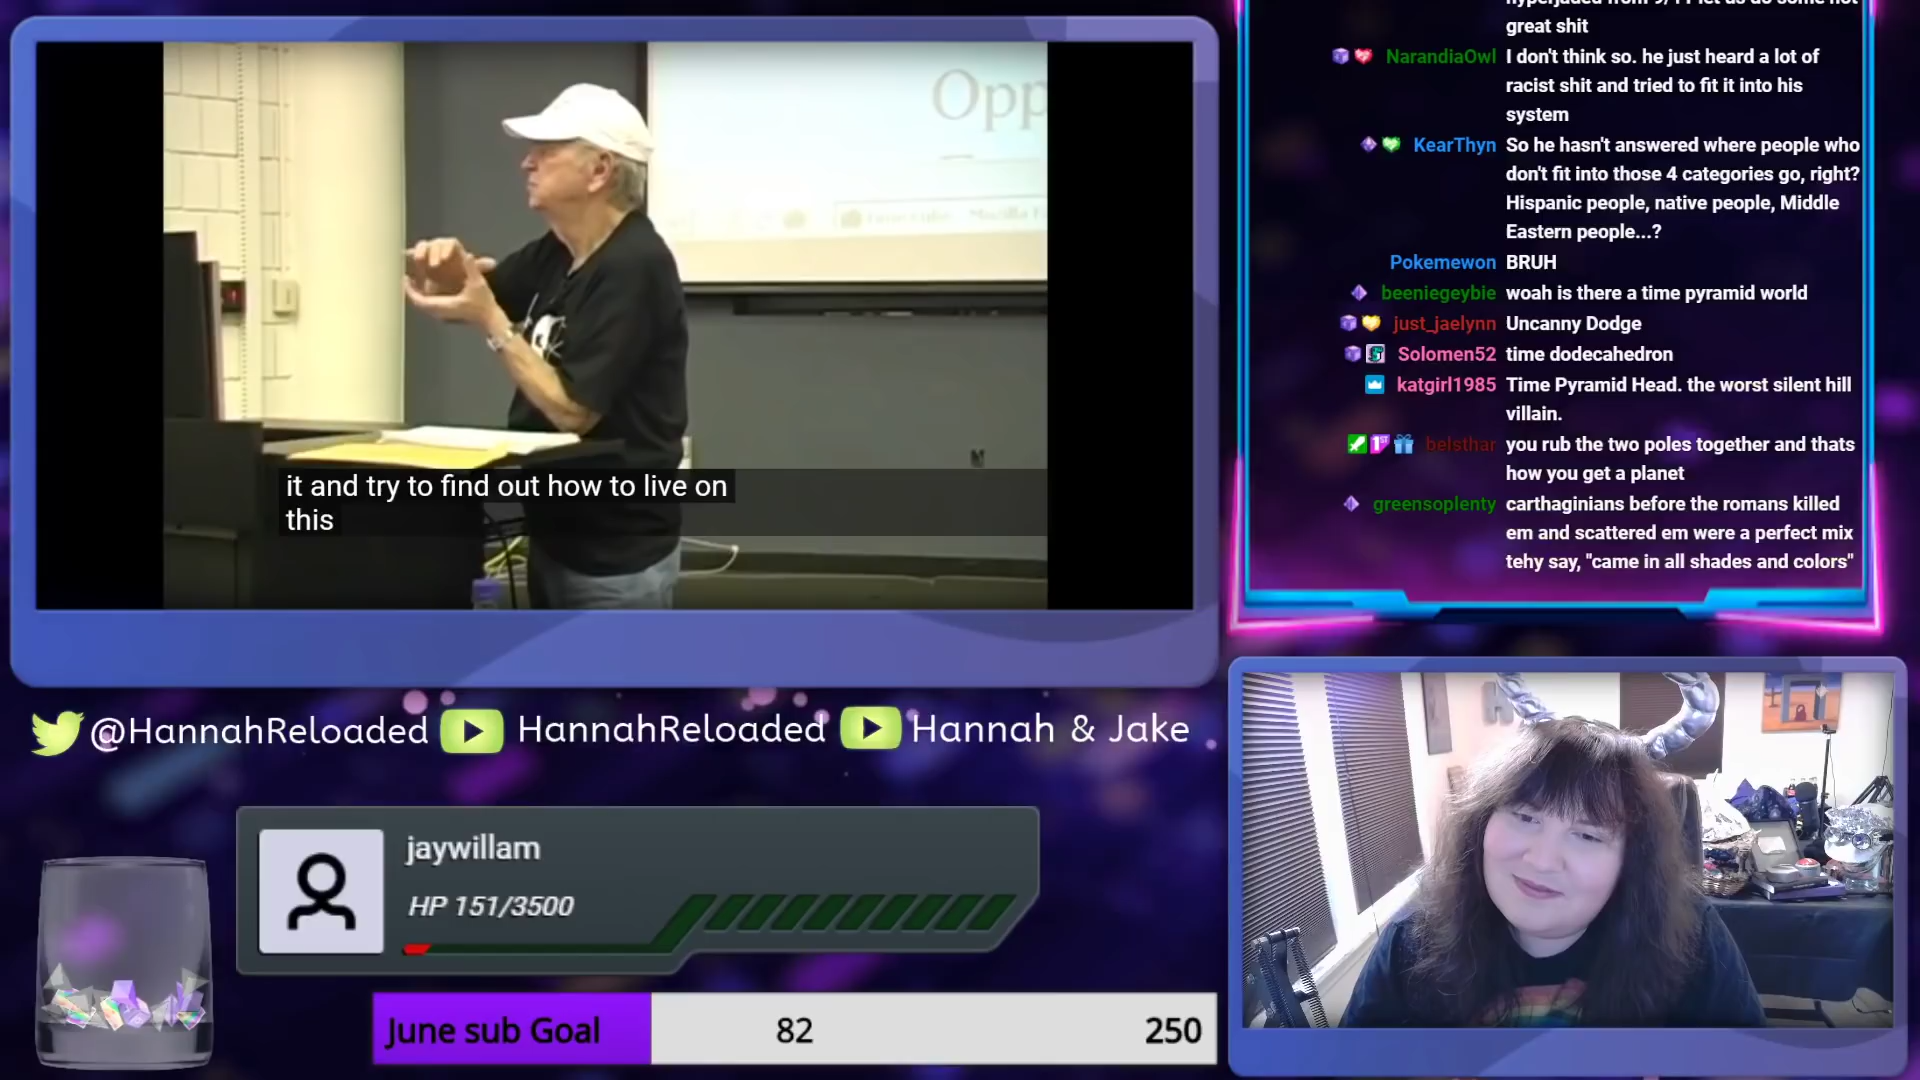 Opp
it and try to find out how to live on
this
great shit
NarandiaOwl I don't think so. he just heard a lot of
racist shit and tried to fit it into his
system
KearThyn So he hasn't answered where people who
don't fit into those 4 categories go, right?
Hispanic people, native people, Middle
Eastern people...?
Pokemewon BRUH
beeniegeybie woah is there a time pyramid world
just_jaelynn Uncanny Dodge
Solomen52 time dodecahedron
katgirl1985 Time Pyramid Head. the worst silent hill
villain.
belsthar you rub the two poles together and thats
how you get a planet
greensoplenty carthaginians before the romans killed
em and scattered em were a perfect mix
tehy say, "came in all shades and colors"
@HannahReloaded HannahReloaded Hannah & Jake
jaywillam
HP 151/3500
June sub Goal 82 250